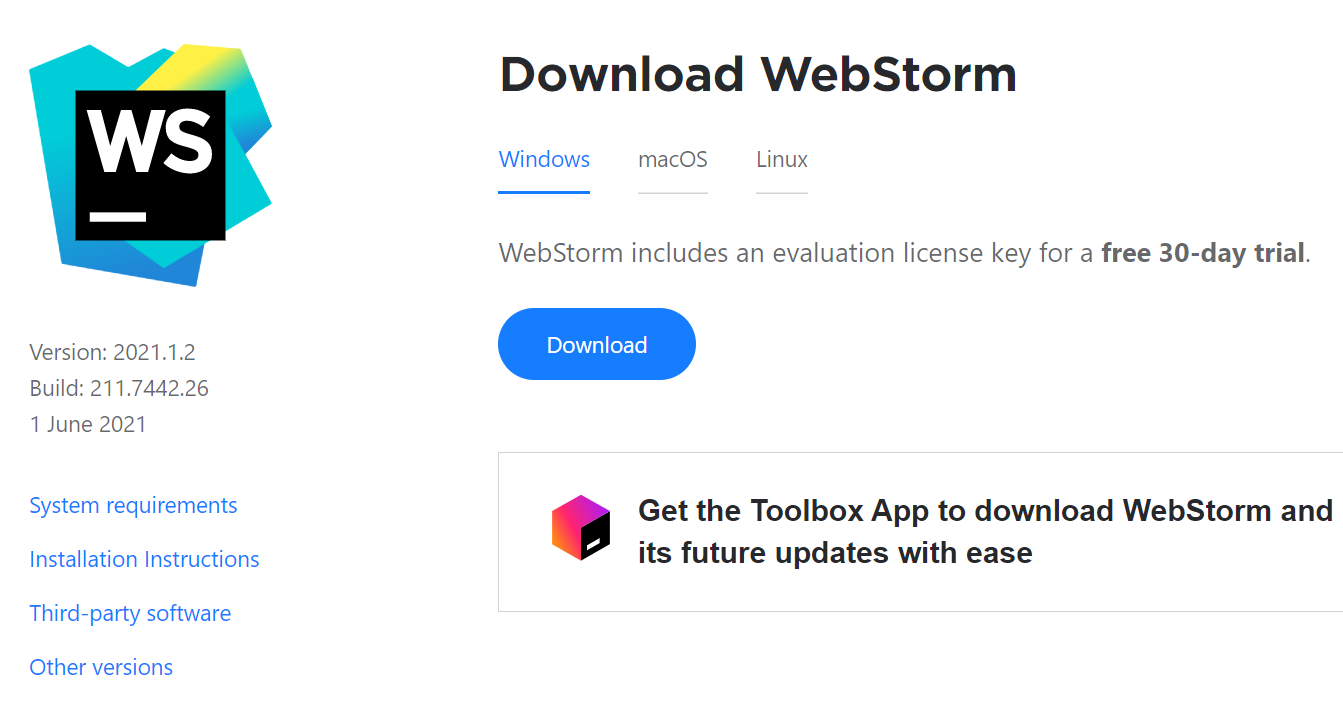 WS
Version: 2021.1.2
Build: 211.7442.26
1 June 2021
System requirements
Installation Instructions
Third-party software
Other versions
Download WebStorm
Windows macOS Linux
WebStorm includes an evaluation license key for a free 30-day trial.
Download
Get the Toolbox App to download WebStorm and
its future updates with ease